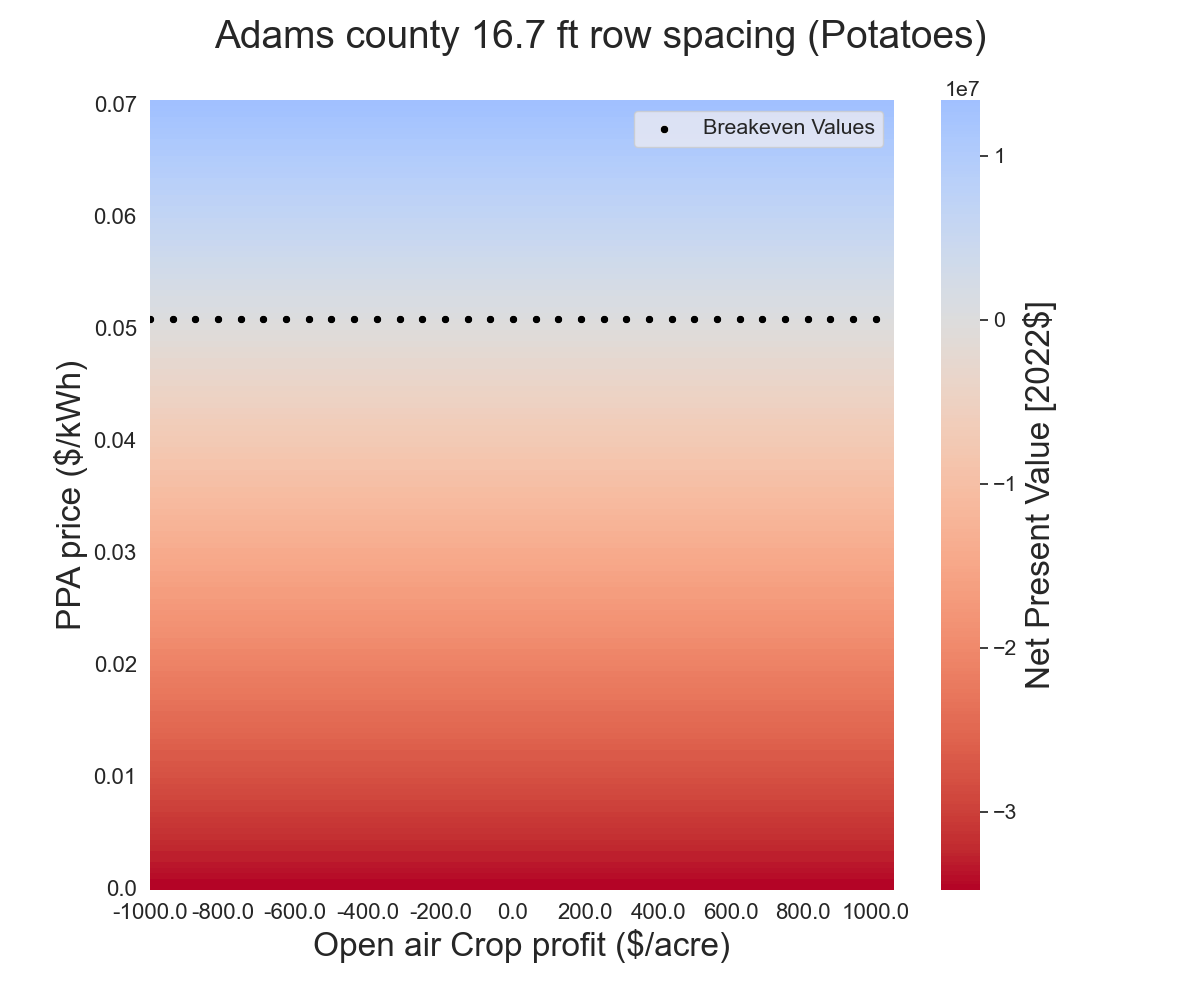 Adams county 16.7 ft row spacing (Potatoes)
1e7
Breakeven Values
0.07
0.06
0.05
0.04
0.03
0.02
0.01
0.0
PPA price ($/kWh)
-1000.0 -800.0 -600.0 -400.0 -200.0 0.0 200.0 400.0 600.0 800.0 1000.0
Open air Crop profit ($/acre)
1
0
−1
−2
−3
Net Present Value [2022$]